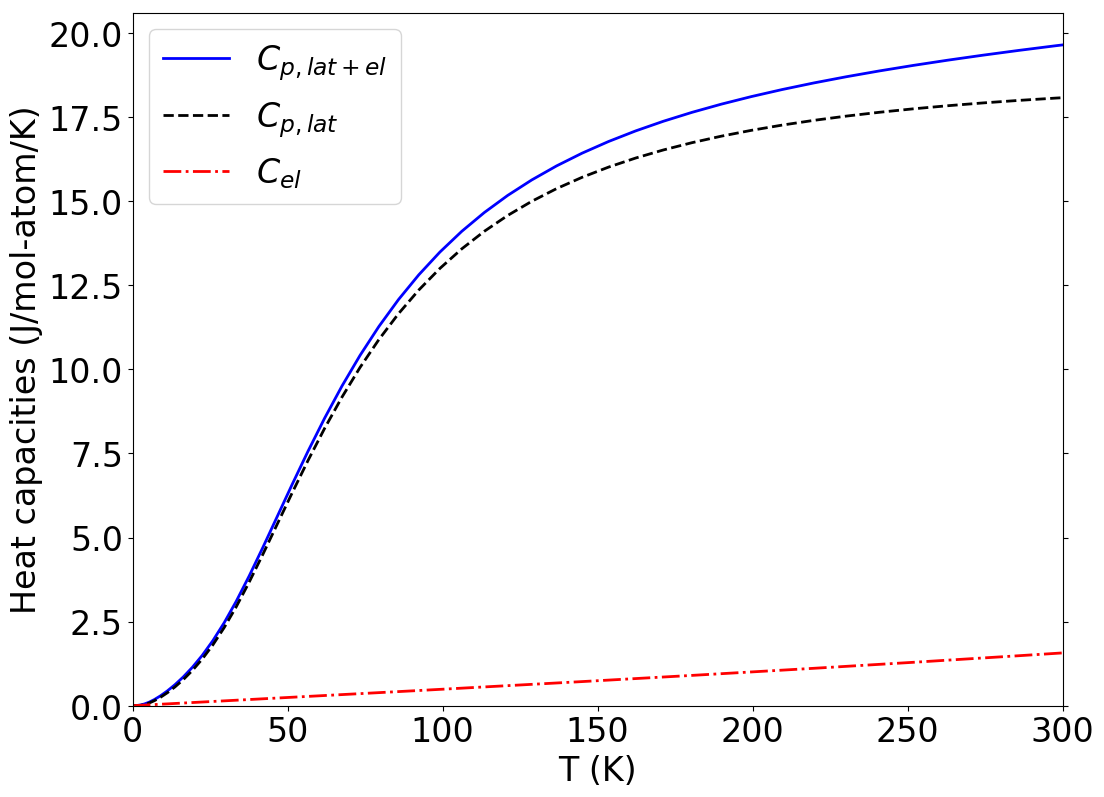 20.0
17.5
15.0
12.5
10.0
7.5
5.0
2.5
0.0
Heat capacities (J/mol-atom/K)
C_{p, lat+el}
C_{p, lat}
C_{el}
0 50 100 150 200 250 300
T (K)